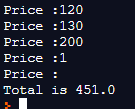 Price :120
Price :130
Price :200
Price :1
Price :
Total is 451.0